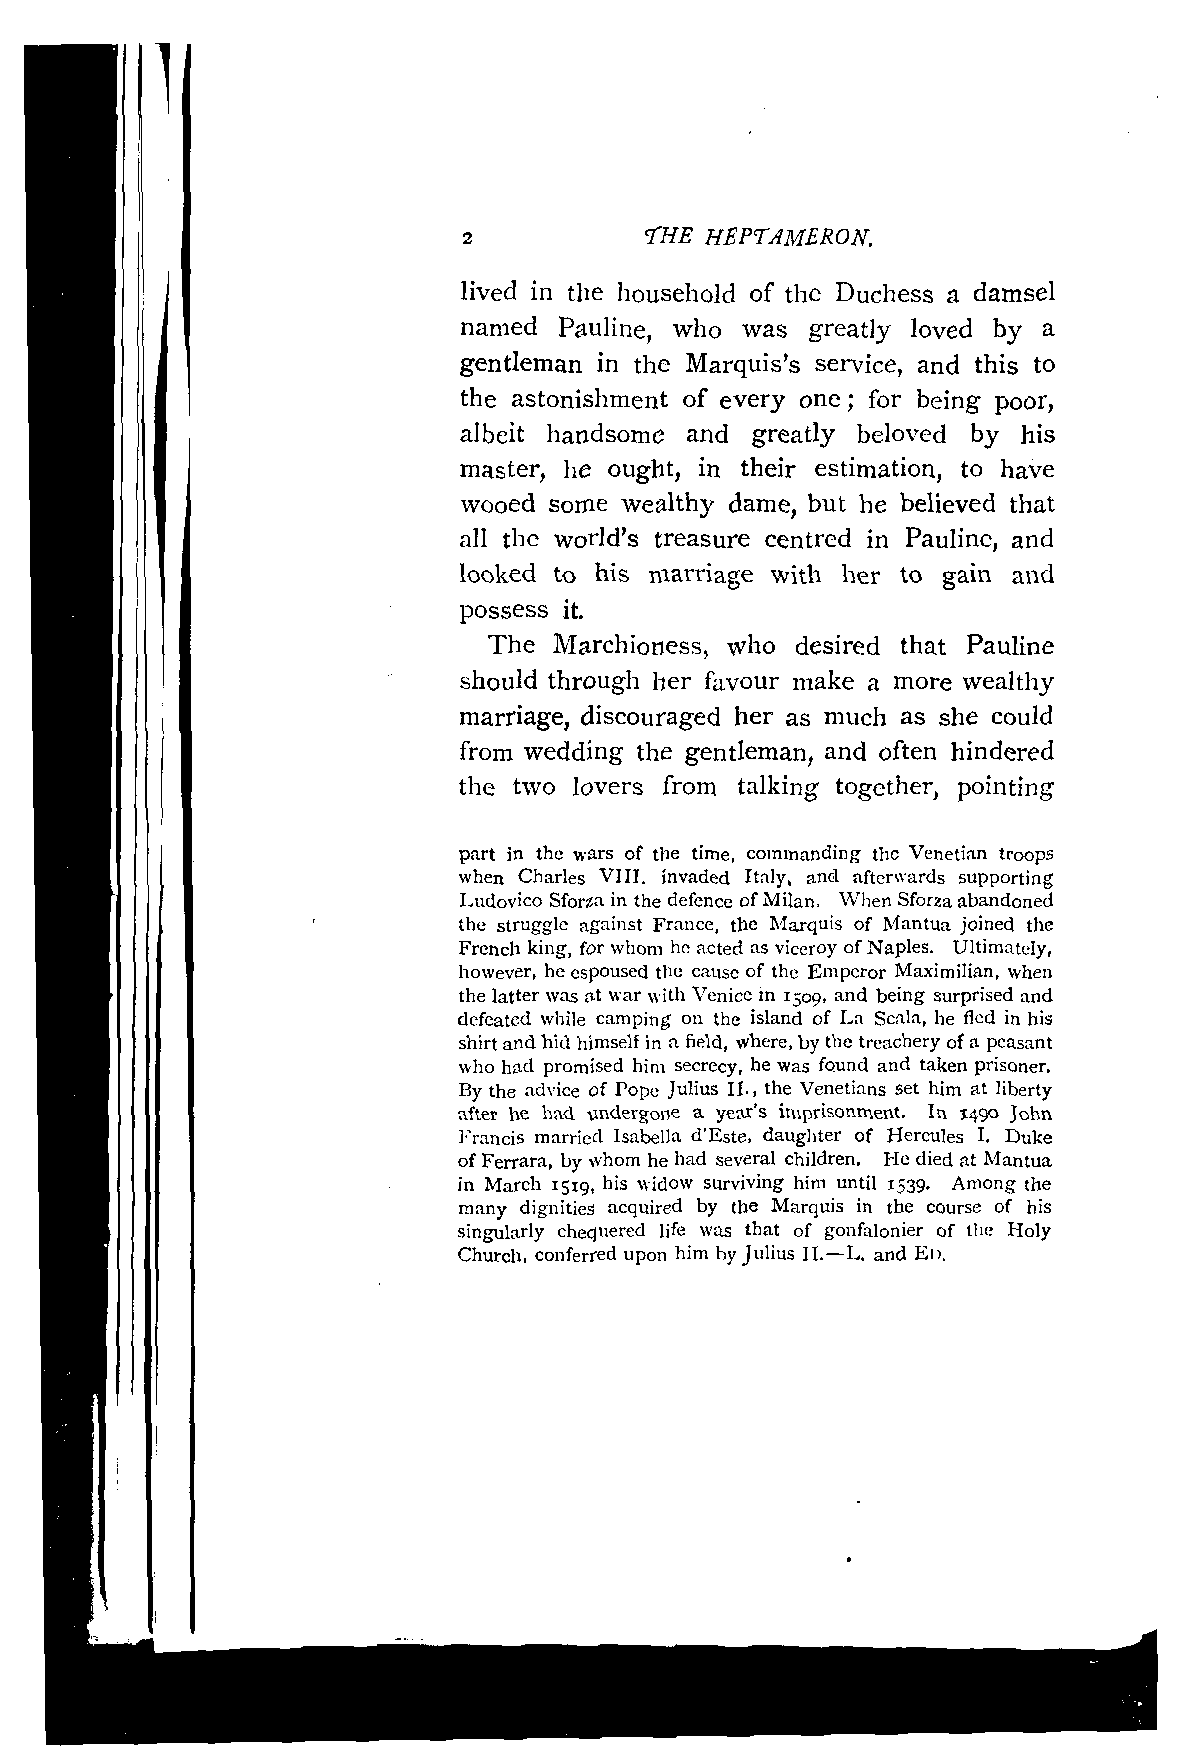 2 THE HEPTAMERON.
lived in the household of the Duchess a damsel
named Pauline, who was greatly loved by a
gentleman in the Marquis's service, and this to
the astonishment of every one; for being poor,
albeit handsome and greatly beloved by his
master, he ought, in their estimation, to have
wooed some wealthy dame, but he believed that
all the world's treasure centred in Pauline, and
looked to his marriage with her to gain and
possess it.
The Marchioness, who desired that Pauline
should through her favour make a more wealthy
marriage, discouraged her as much as she could
from wedding the gentleman, and often hindered
the two lovers from talking together, pointing
part in the wars of the time, commanding the Venetian troops
when Charles VIII. invaded Italy, and afterwards supporting
Ludovico Sforza in the defence of Milan. When Sforza abandoned
the struggle against France, the Marquis of Mantua joined the
French king, for whom he acted as viceroy of Naples. Ultimately,
however, he espoused the cause of the Emperor Maximilian, when
the latter was at war with Venice in 1509, and being surprised and
defeated while camping on the island of La Scala, he fled in his
shirt and hid himself in a field, where, by the treachery of a peasant
who had promised him secrecy, he was found and taken prisoner.
By the advice of Pope Julius II., the Venetians set him at liberty
after he had undergone a year's imprisonment. In 1490 John
Francis married Isabella d'Este, daughter of Hercules I. Duke
of Ferrara, by whom he had several children. He died at Mantua
in March 1519, his widow surviving him until 1539. Among the
many dignities acquired by the Marquis in the course of his
singularly chequered life was that of gonfalonier of the Holy
Church, conferred upon him by Julius II.—L. and ED.